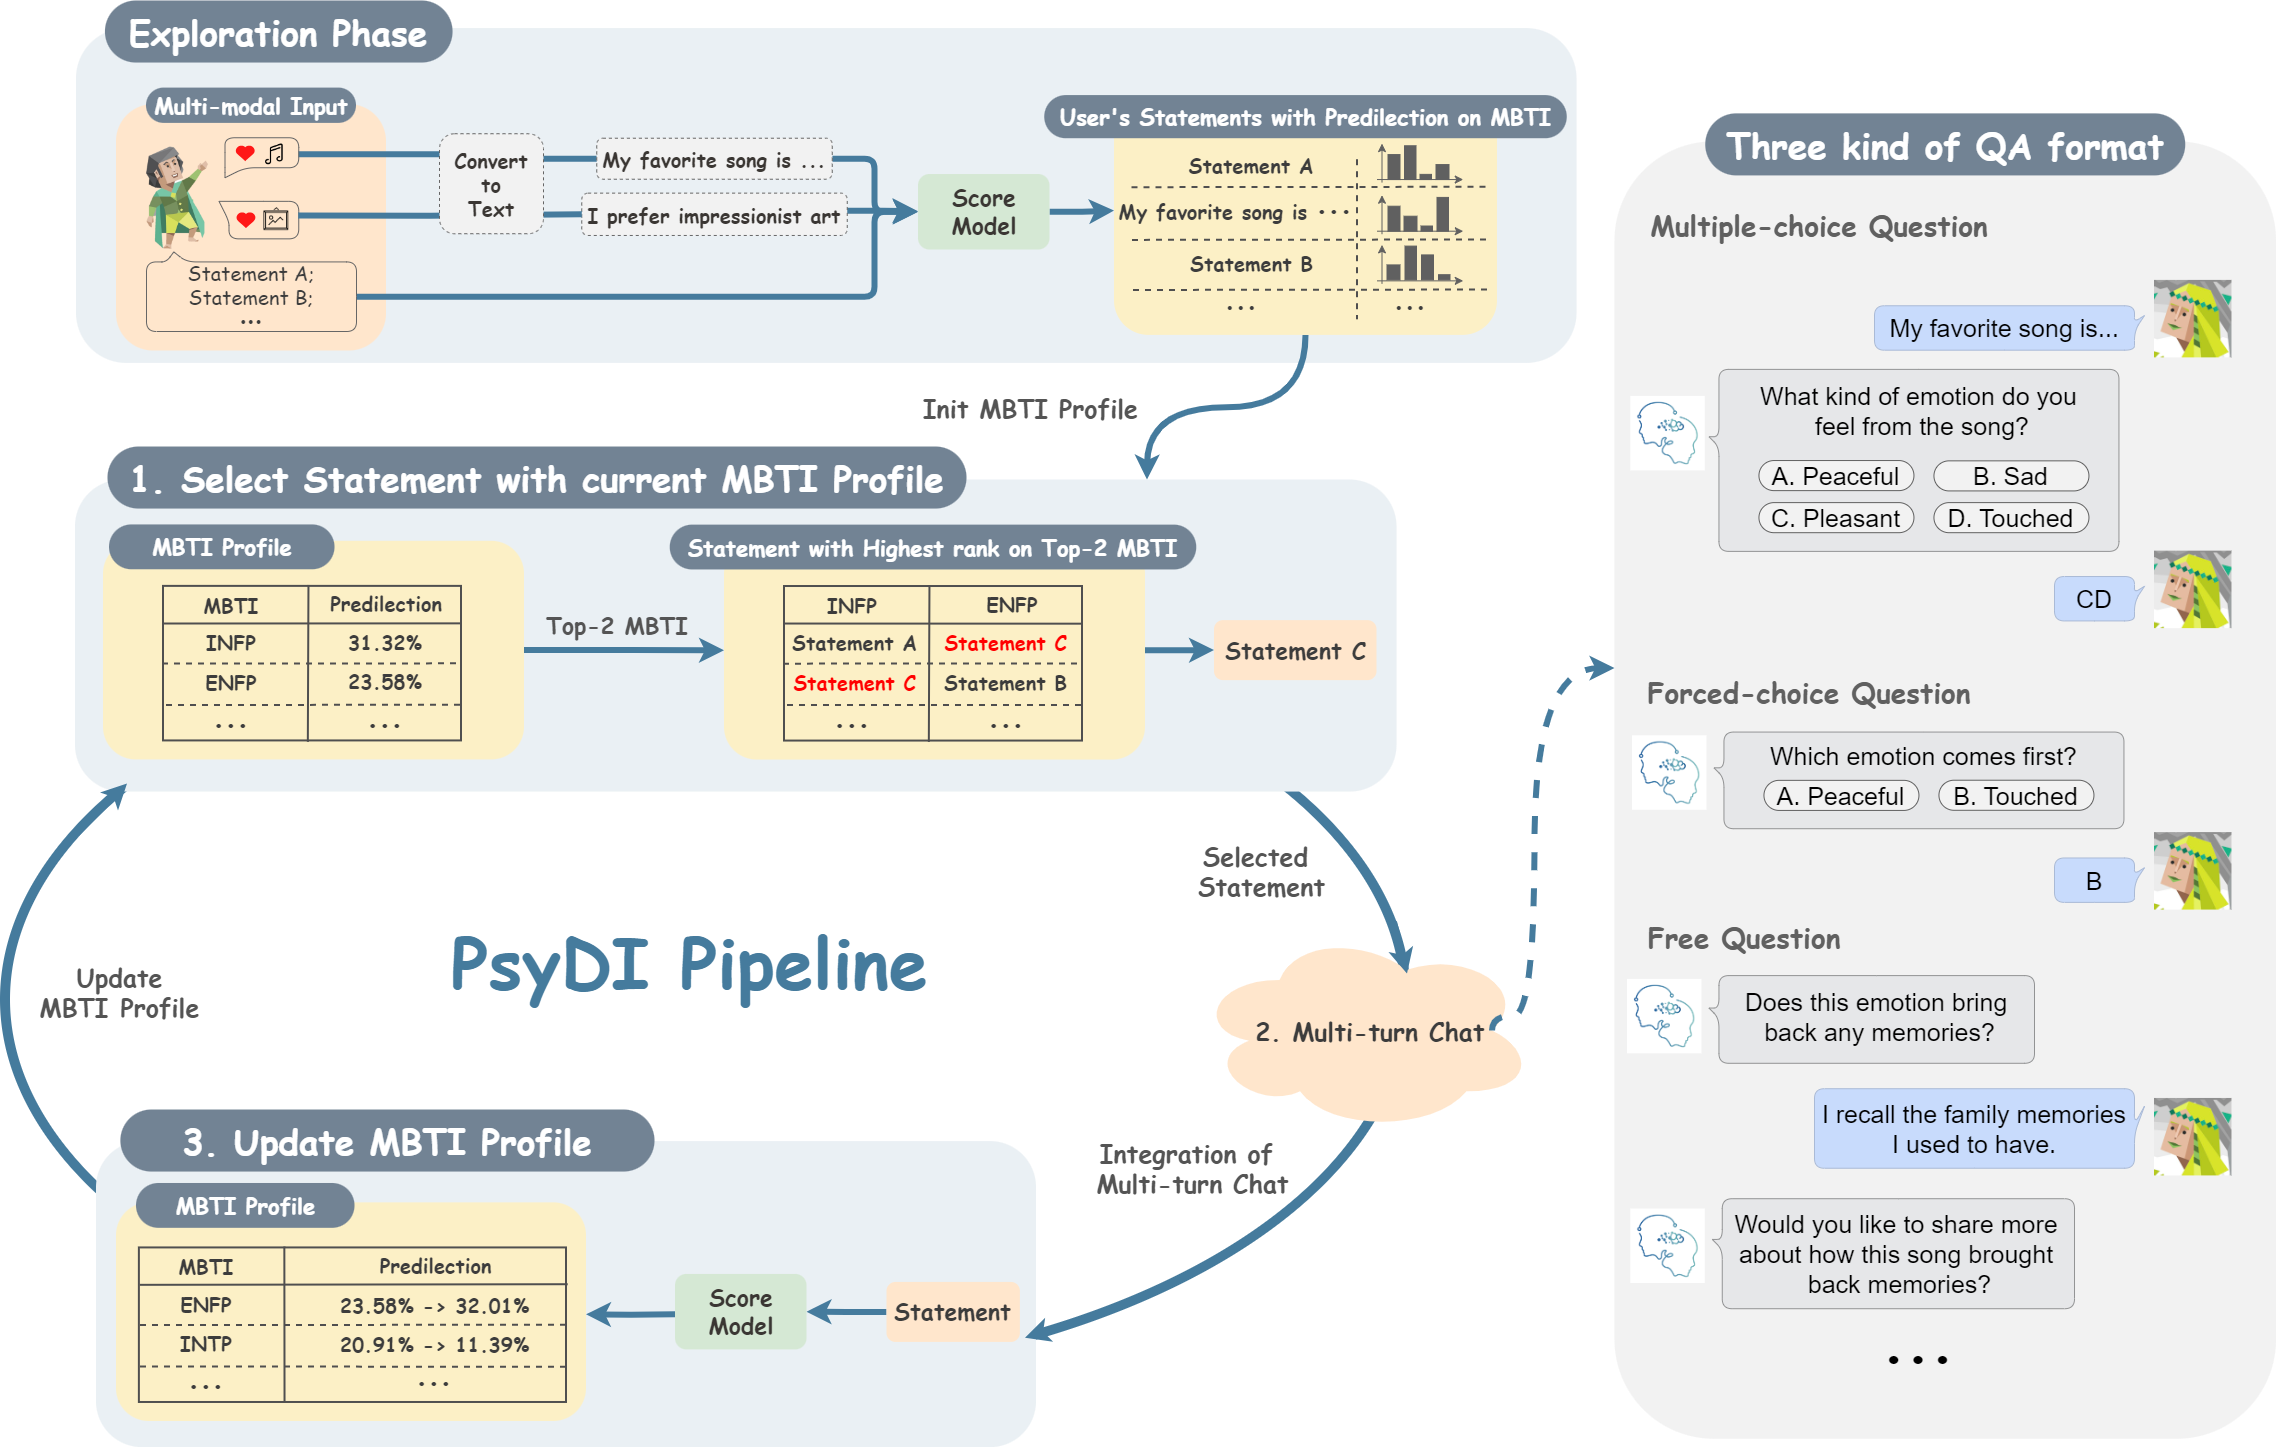 Exploration Phase
Multi-modal Input
Statement A;
Statement B;
...
Convert
to
Text
My favorite song is ...
I prefer impressionist art
Score
Model
User's Statements with Predilection on MBTI
Statement A
My favorite song is ...
Statement B
... ...
Init MBTI Profile
1. Select Statement with current MBTI Profile
MBTI Profile
MBTI Predilection
INFP 31.32%
ENFP 23.58%
... ...
Top-2 MBTI
Statement with Highest rank on Top-2 MBTI
INFP ENFP
Statement A Statement C
Statement C Statement B
... ...
Statement C
Selected
Statement
2. Multi-turn Chat
Integration of
Multi-turn Chat
PsyDI Pipeline
Update
MBTI Profile
3. Update MBTI Profile
MBTI Profile
MBTI Predilection
ENFP 23.58% -> 32.01%
INTP 20.91% -> 11.39%
... ...
Score
Model
Statement
Three kind of QA format
Multiple-choice Question
My favorite song is...
What kind of emotion do you
feel from the song?
A. Peaceful B. Sad
C. Pleasant D. Touched
CD
Forced-choice Question
Which emotion comes first?
A. Peaceful B. Touched
B
Free Question
Does this emotion bring
back any memories?
I recall the family memories
I used to have.
Would you like to share more
about how this song brought
back memories?
...